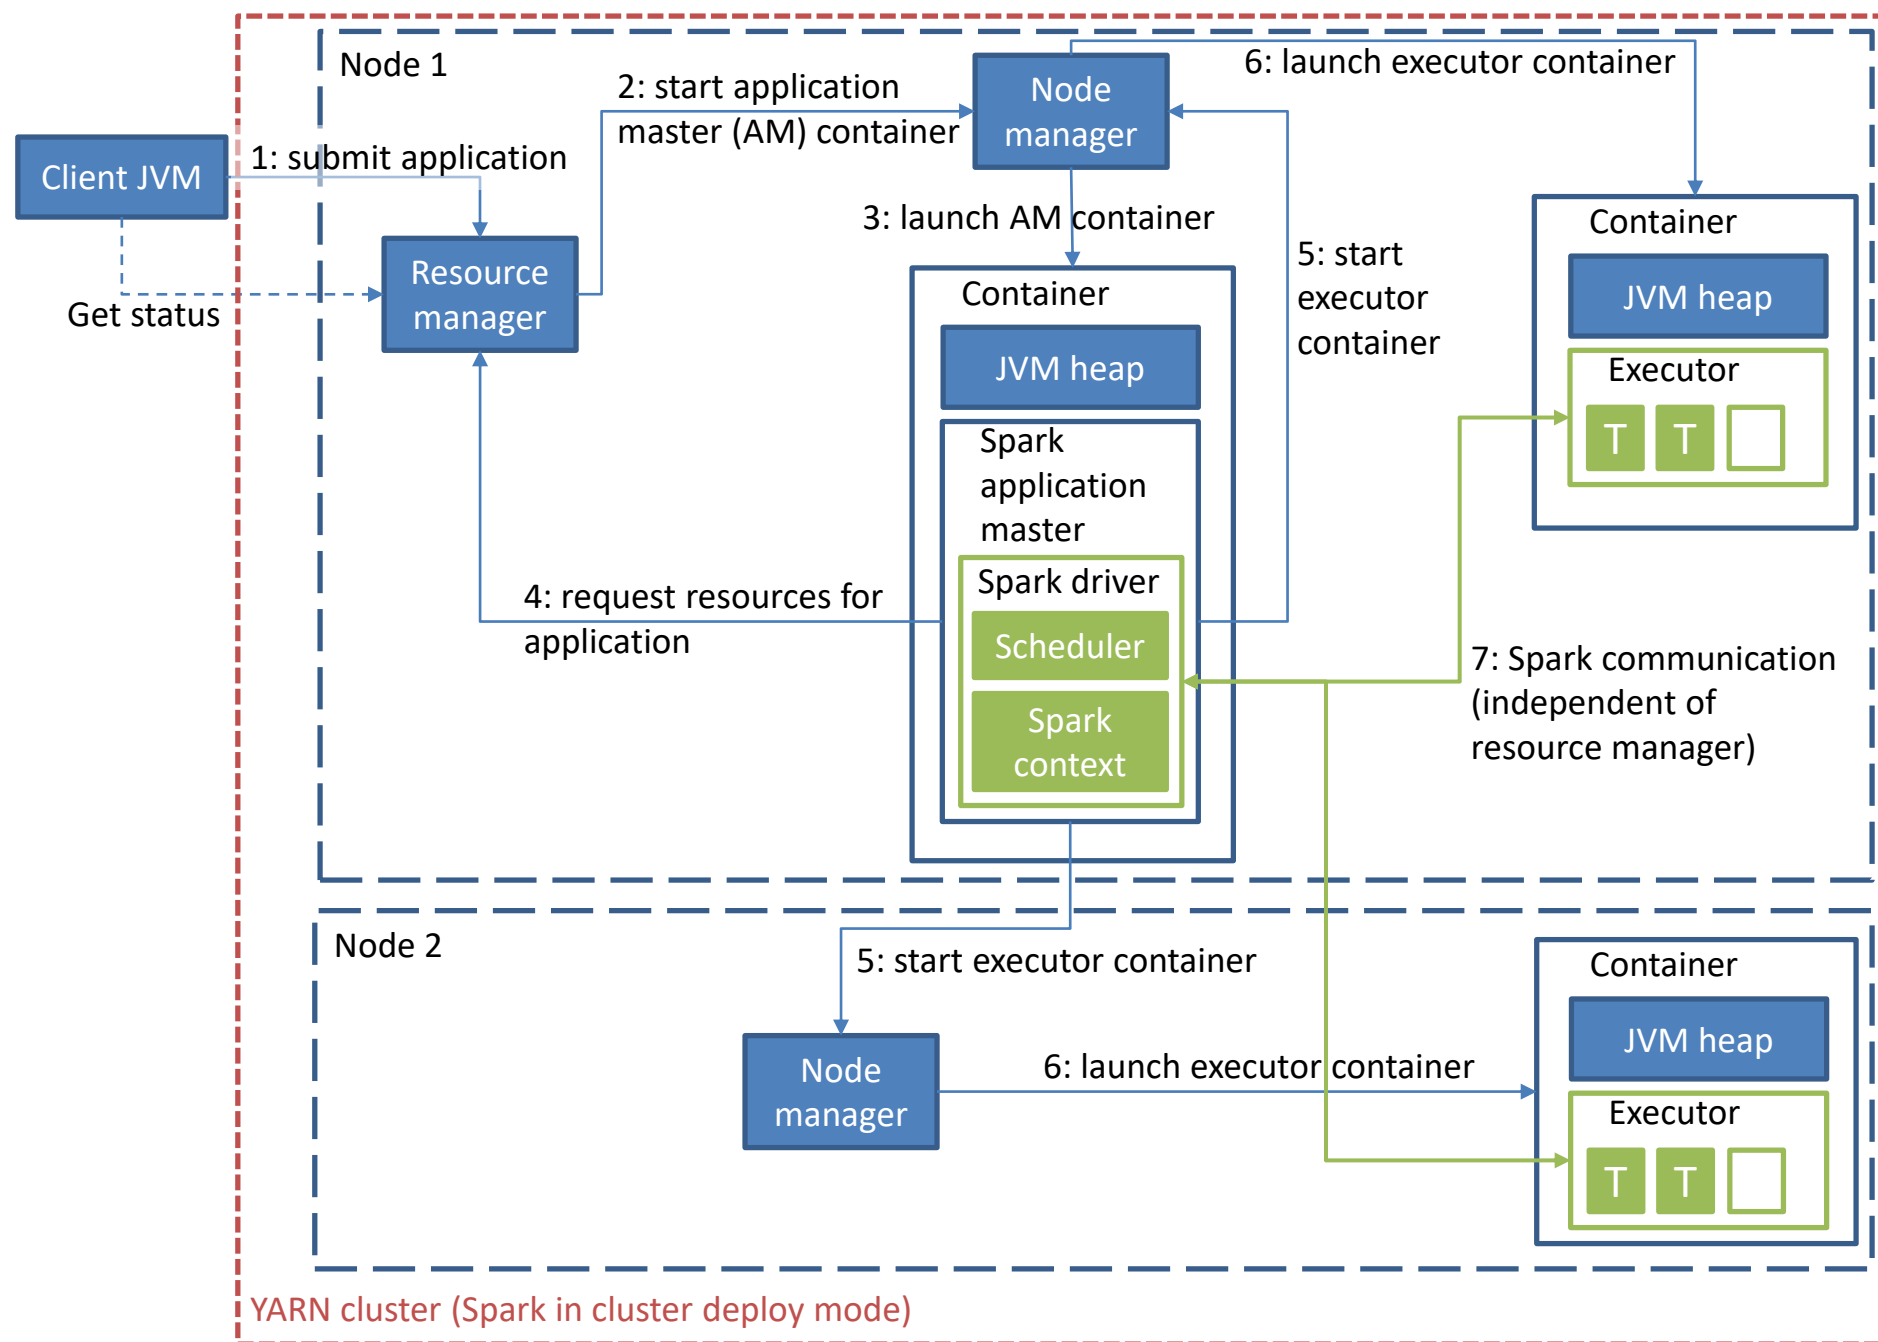 Node 1
6: launch executor container
2: start application
master (AM) container
Node
manager
Client JVM
1: submit application
3: launch AM container
Container
JVM heap
Executor
T T
Resource
manager
Get status
5: start
executor
container
Container
JVM heap
Spark
application
master
Spark driver
Scheduler
Spark
context
4: request resources for
application
7: Spark communication
(independent of
resource manager)
Node 2
5: start executor container
Node
manager
6: launch executor container
Container
JVM heap
Executor
T T
YARN cluster (Spark in cluster deploy mode)